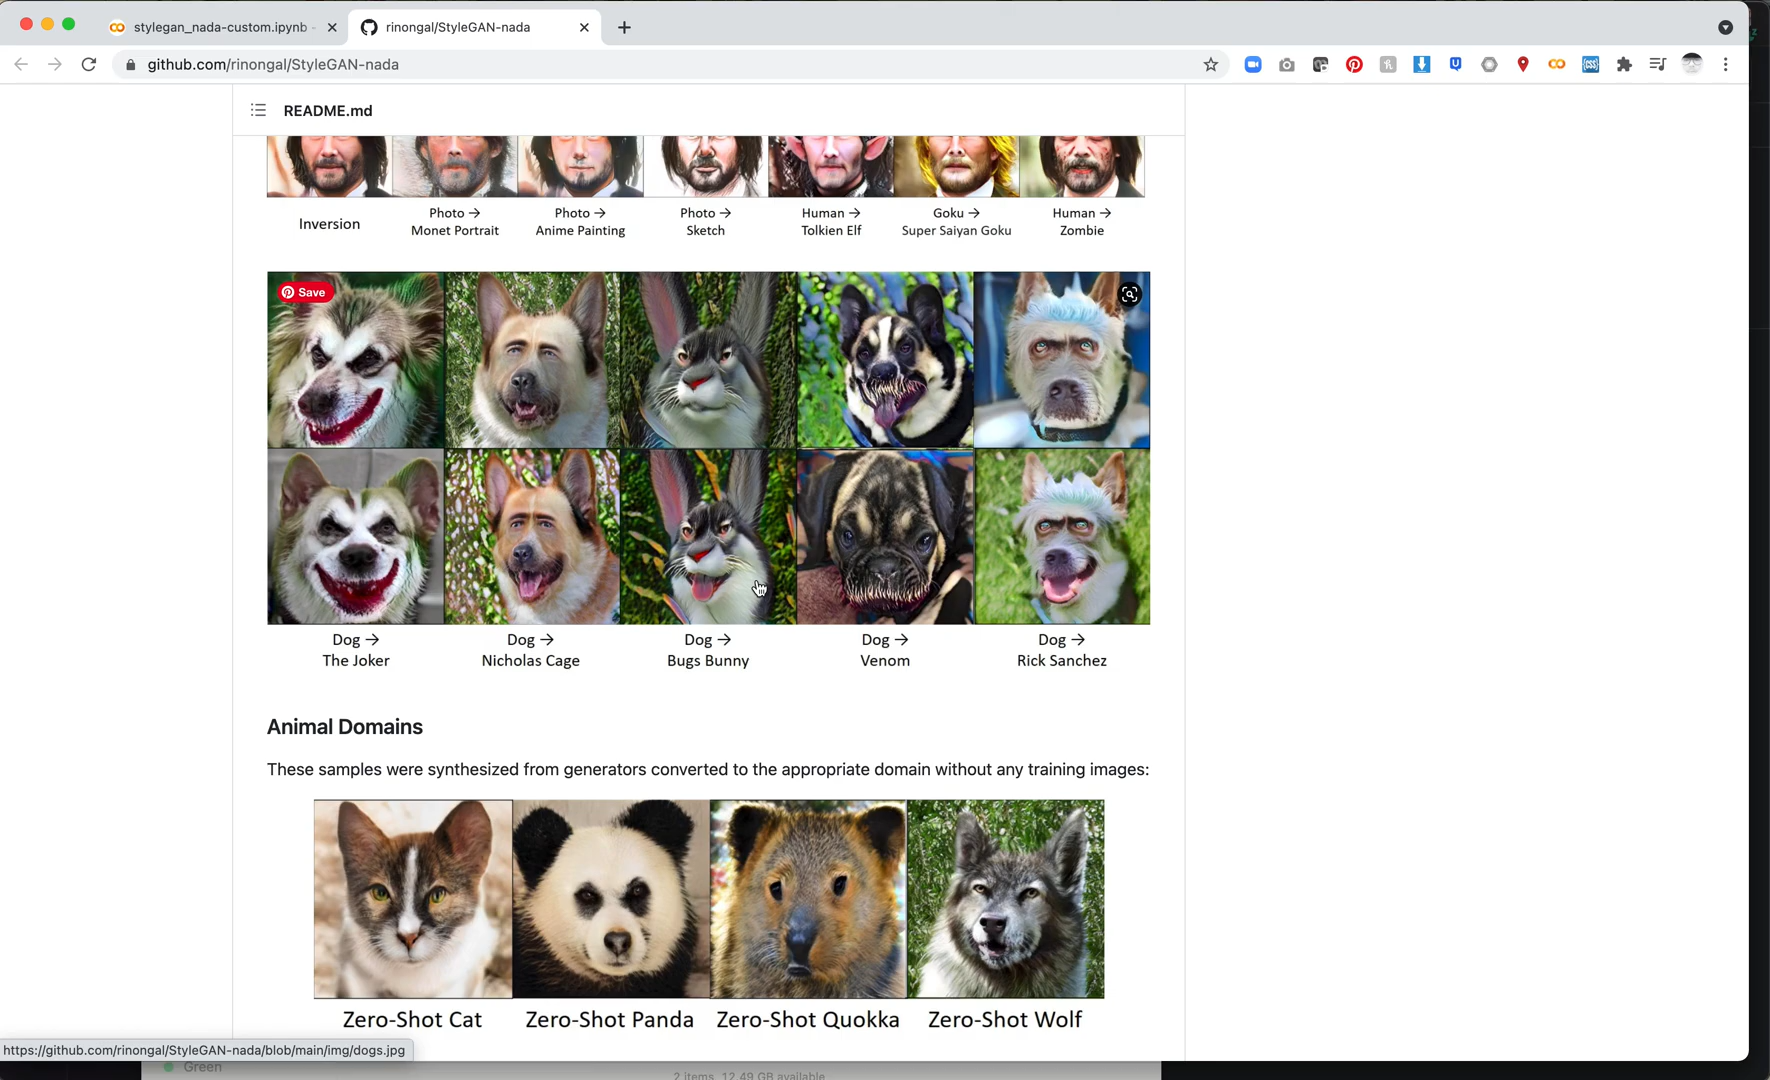 stylegan_nada-custom.ipynb -
rinongal/StyleGAN-nada
github.com/rinongal/StyleGAN-nada
README.md
Inversion
Photo →
Monet Portrait
Photo →
Anime Painting
Photo →
Sketch
Human →
Tolkien Elf
Goku →
Super Saiyan Goku
Human →
Zombie
Save
Dog →
The Joker
Dog →
Nicholas Cage
Dog →
Bugs Bunny
Dog →
Venom
Dog →
Rick Sanchez
Animal Domains
These samples were synthesized from generators converted to the appropriate domain without any training images:
Zero-Shot Cat
Zero-Shot Panda
Zero-Shot Quokka
Zero-Shot Wolf
https://github.com/rinongal/StyleGAN-nada/blob/main/img/dogs.jpg
Green
2 items, 12.49 GB available